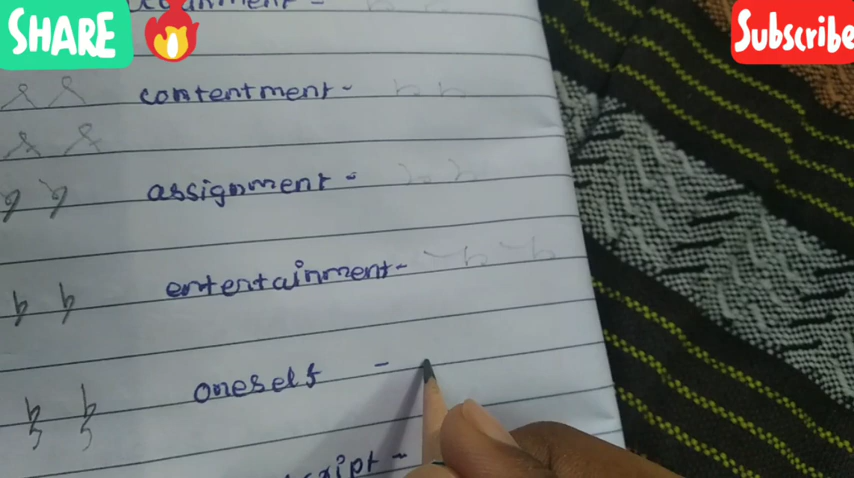 SHARE
Subscribe
contentment -
assignment -
entertainment -
oneself -